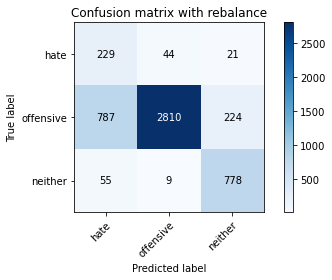 Confusion matrix with rebalance
True label
hate
offensive
neither
229 44 21
787 2810 224
55 9 778
hate
offensive
neither
Predicted label
2500
2000
1500
1000
500